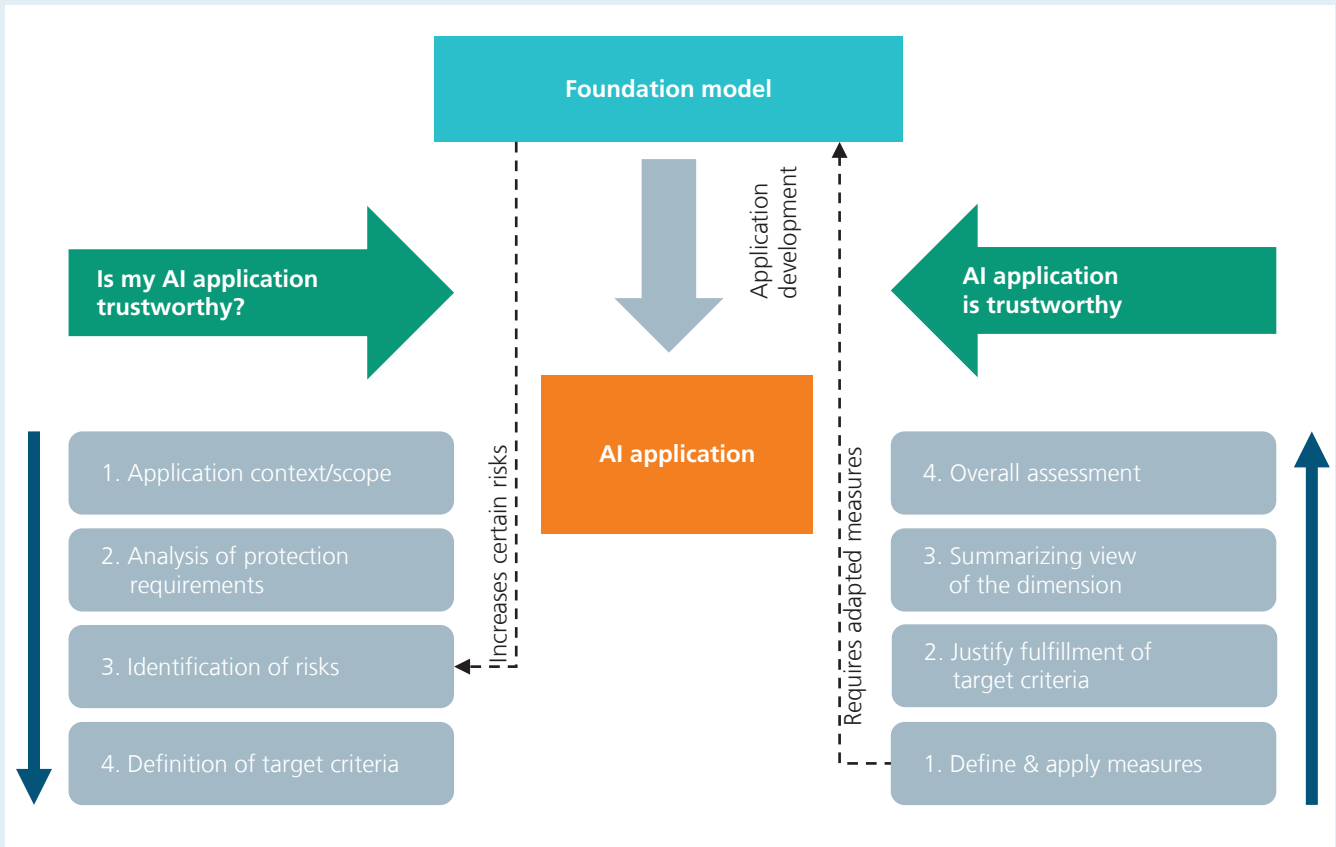 Foundation model
Application
development
Is my AI application
trustworthy?
AI application
is trustworthy
AI application
Increases certain risks
Requires adapted measures
1. Application context/scope
2. Analysis of protection
requirements
3. Identification of risks
4. Definition of target criteria
4. Overall assessment
3. Summarizing view
of the dimension
2. Justify fulfillment of
target criteria
1. Define & apply measures